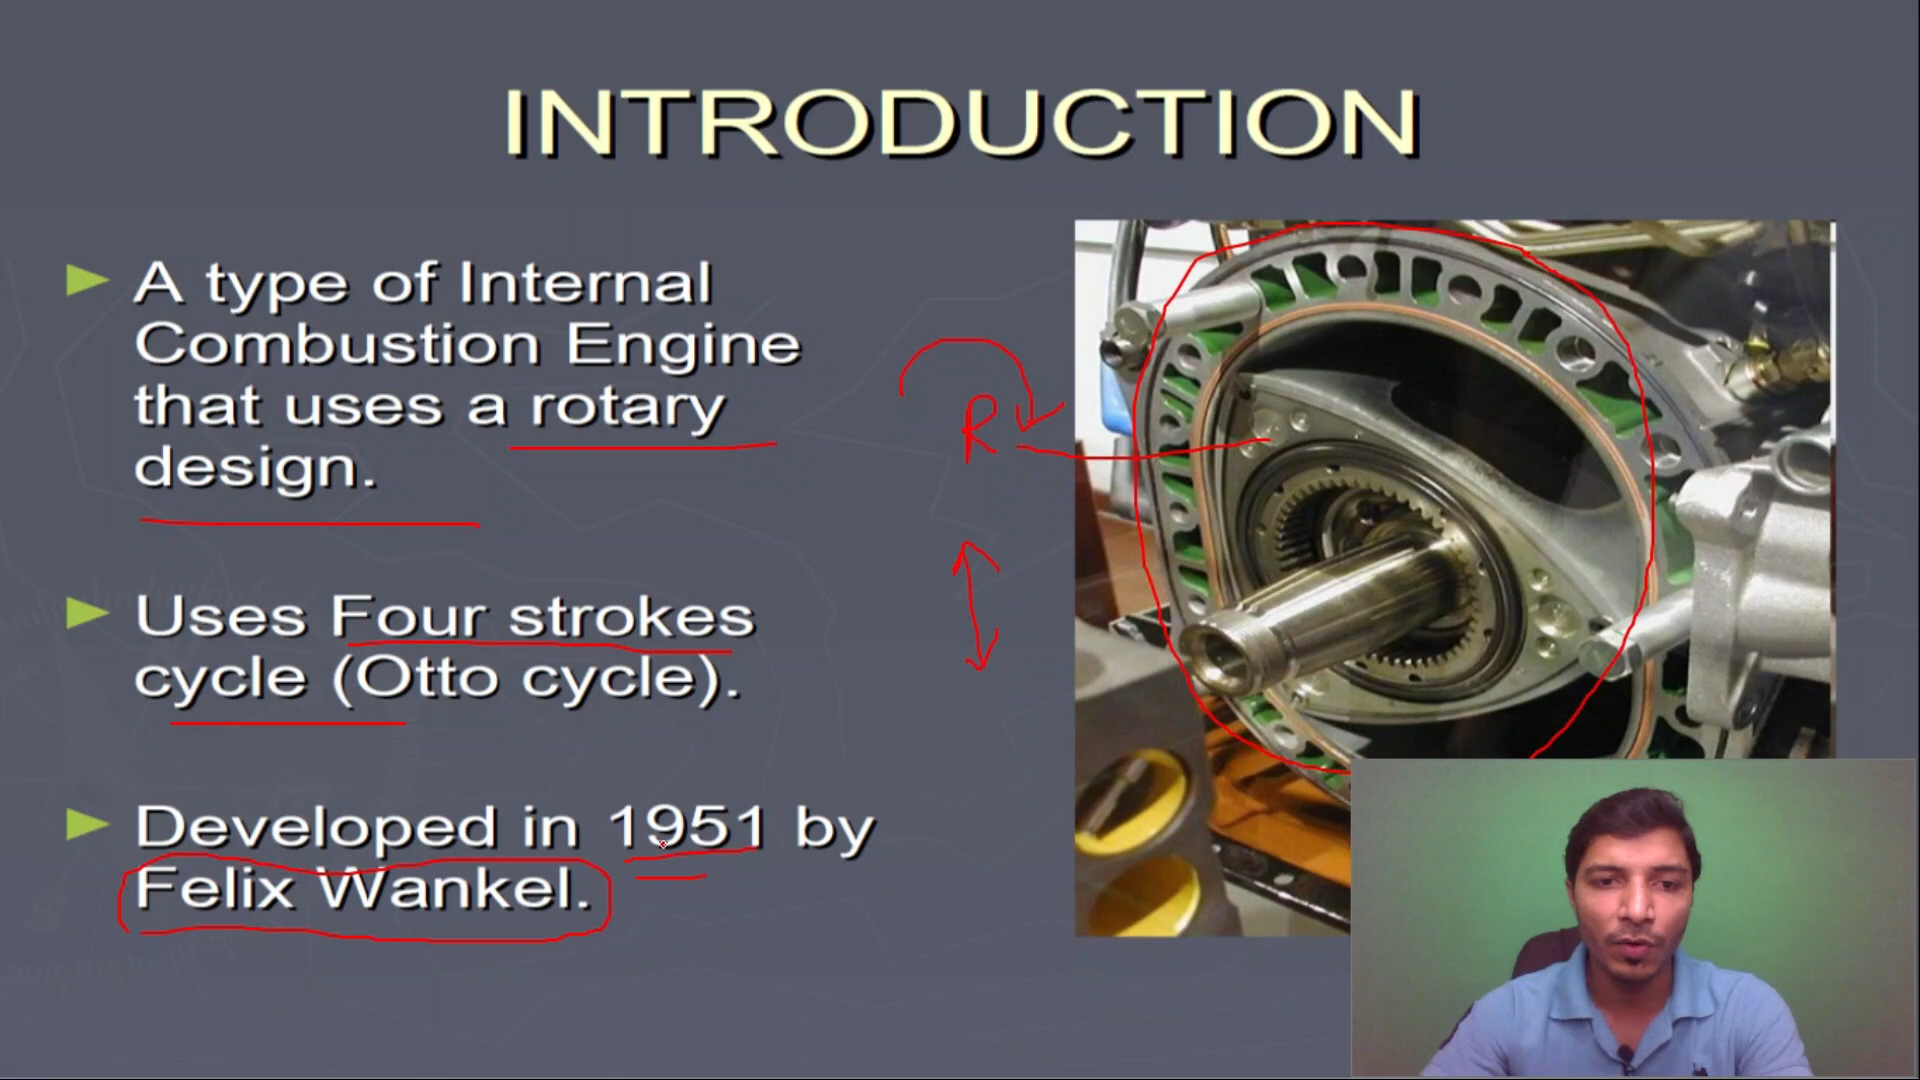 INTRODUCTION
A type of Internal
Combustion Engine
that uses a rotary
design.
R
Uses Four strokes
cycle (Otto cycle).
Developed in 1951 by
Felix Wankel.